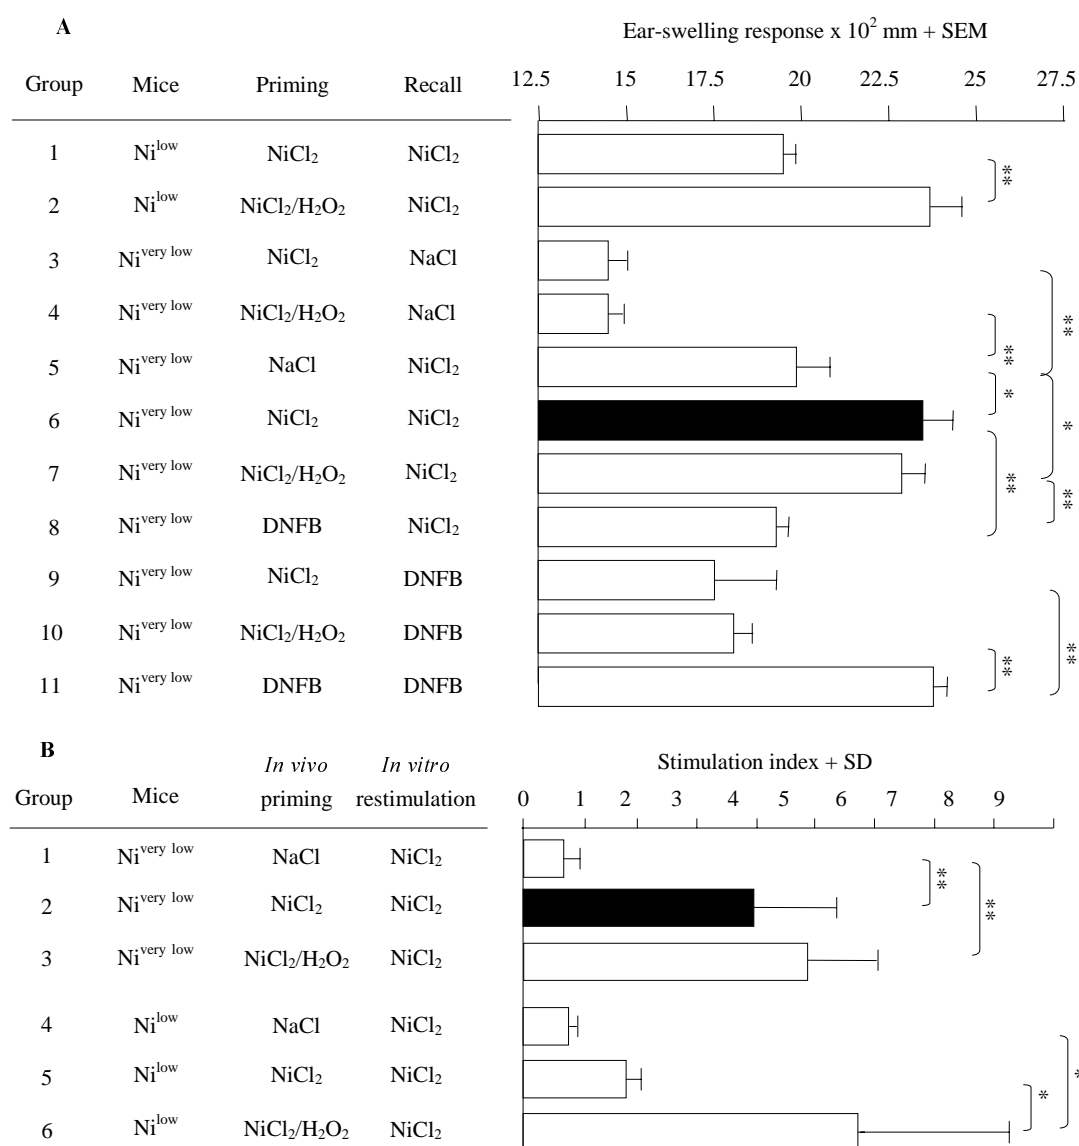 A
Ear-swelling response x 10² mm + SEM
Group Mice Priming Recall 12.5 15 17.5 20 22.5 25 27.5
1 Ni^low NiCl₂ NiCl₂
**
2 Ni^low NiCl₂/H₂O₂ NiCl₂
3 Ni^very low NiCl₂ NaCl
4 Ni^very low NiCl₂/H₂O₂ NaCl
** **
5 Ni^very low NaCl NiCl₂
* *
6 Ni^very low NiCl₂ NiCl₂
7 Ni^very low NiCl₂/H₂O₂ NiCl₂
** **
8 Ni^very low DNFB NiCl₂
9 Ni^very low NiCl₂ DNFB
10 Ni^very low NiCl₂/H₂O₂ DNFB
** **
11 Ni^very low DNFB DNFB
B
In vivo In vitro Stimulation index + SD
Group Mice priming restimulation 0 1 2 3 4 5 6 8 9
1 Ni^very low NaCl NiCl₂
** **
2 Ni^very low NiCl₂ NiCl₂
3 Ni^very low NiCl₂/H₂O₂ NiCl₂
4 Ni^low NaCl NiCl₂
5 Ni^low NiCl₂ NiCl₂
* *
6 Ni^low NiCl₂/H₂O₂ NiCl₂